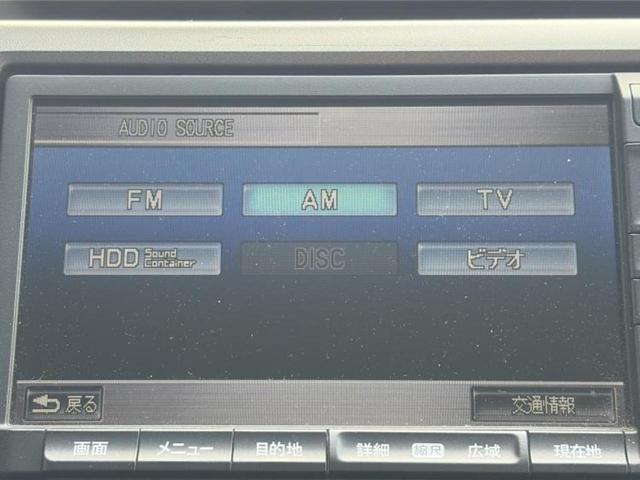 AUDIO SOURCE
FM AM TV
HDD Sound Container DISC ビデオ
戻る 交通情報
画面 メニュー 目的地 詳細 縮尺 広域 現在地